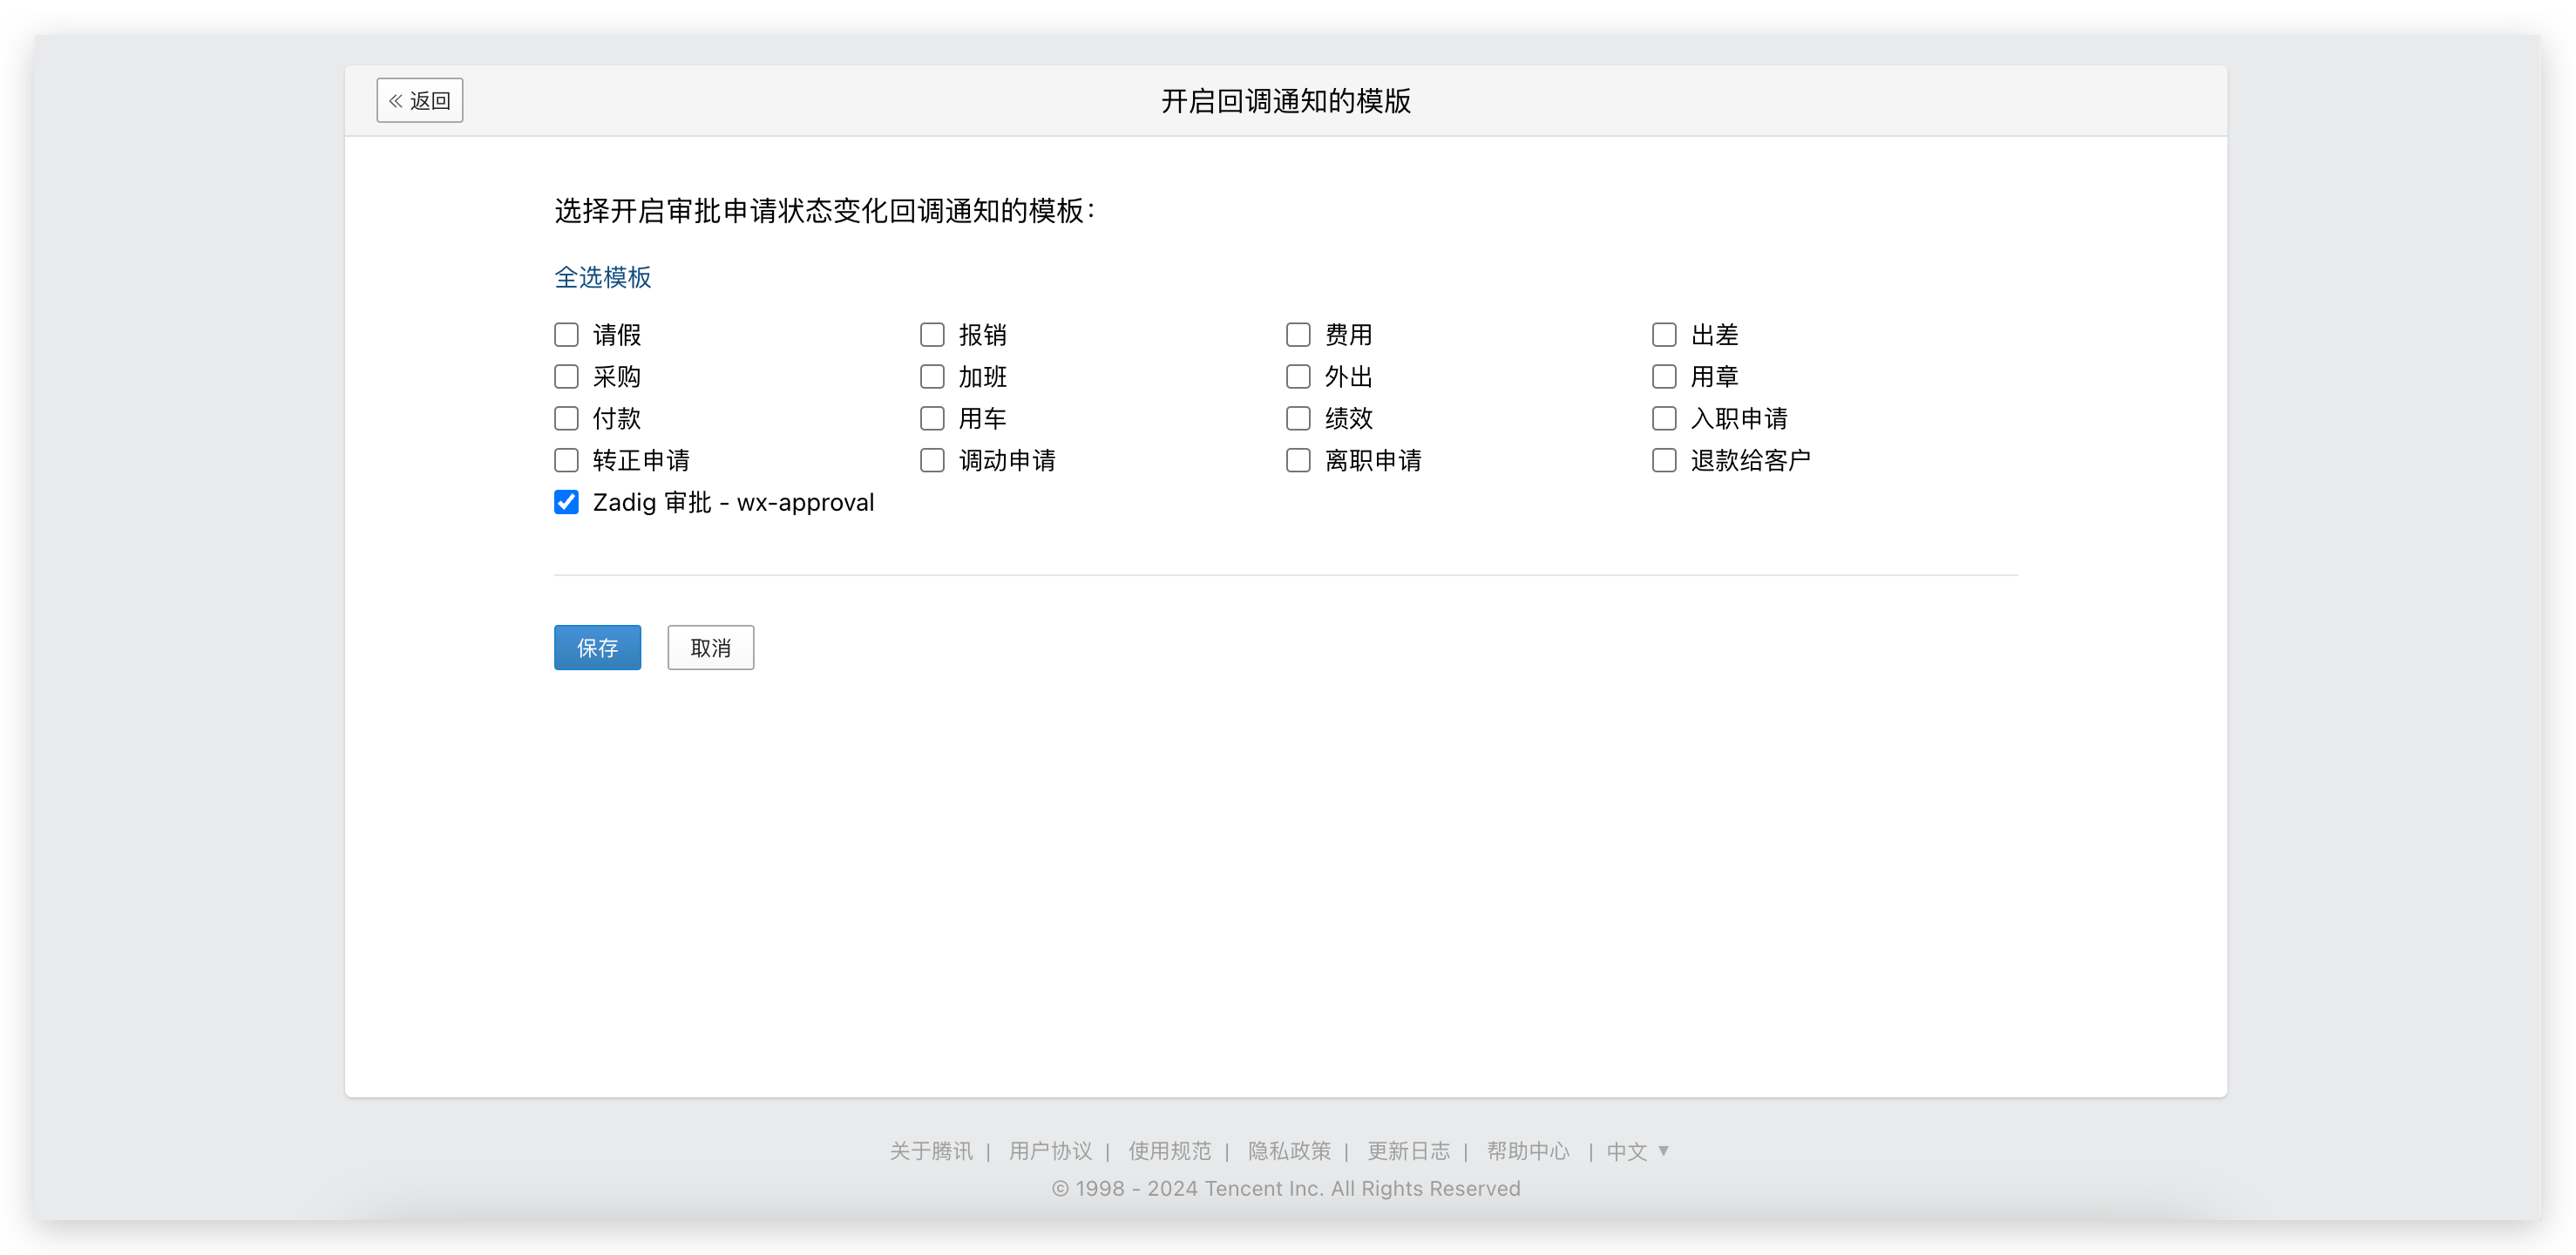 « 返回
开启回调通知的模版
选择开启审批申请状态变化回调通知的模板：
全选模板
请假 报销 费用 出差
采购 加班 外出 用章
付款 用车 绩效 入职申请
转正申请 调动申请 离职申请 退款给客户
Zadig 审批 - wx-approval
保存 取消
关于腾讯 | 用户协议 | 使用规范 | 隐私政策 | 更新日志 | 帮助中心 | 中文 ▼
© 1998 - 2024 Tencent Inc. All Rights Reserved